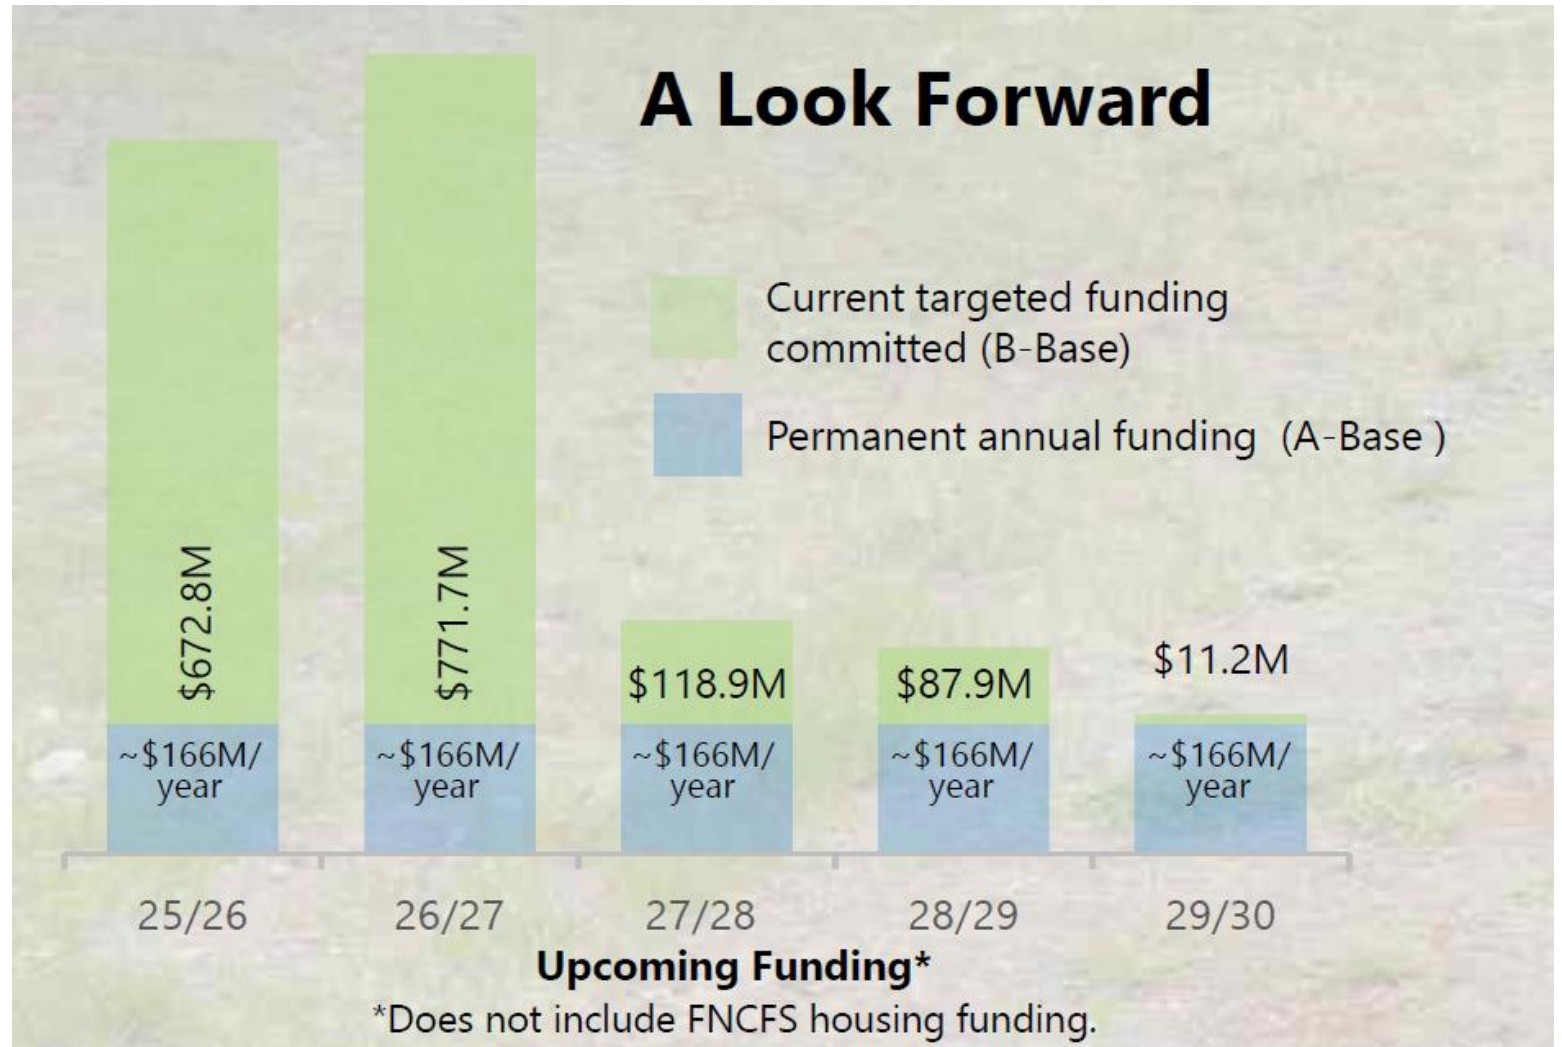 A Look Forward
Current targeted funding
committed (B-Base)
Permanent annual funding (A-Base )
$672.8M
$771.7M
$118.9M
$87.9M
$11.2M
~$166M/
year
~$166M/
year
~$166M/
year
~$166M/
year
~$166M/
year
25/26
26/27
27/28
28/29
29/30
Upcoming Funding*
*Does not include FNCFS housing funding.